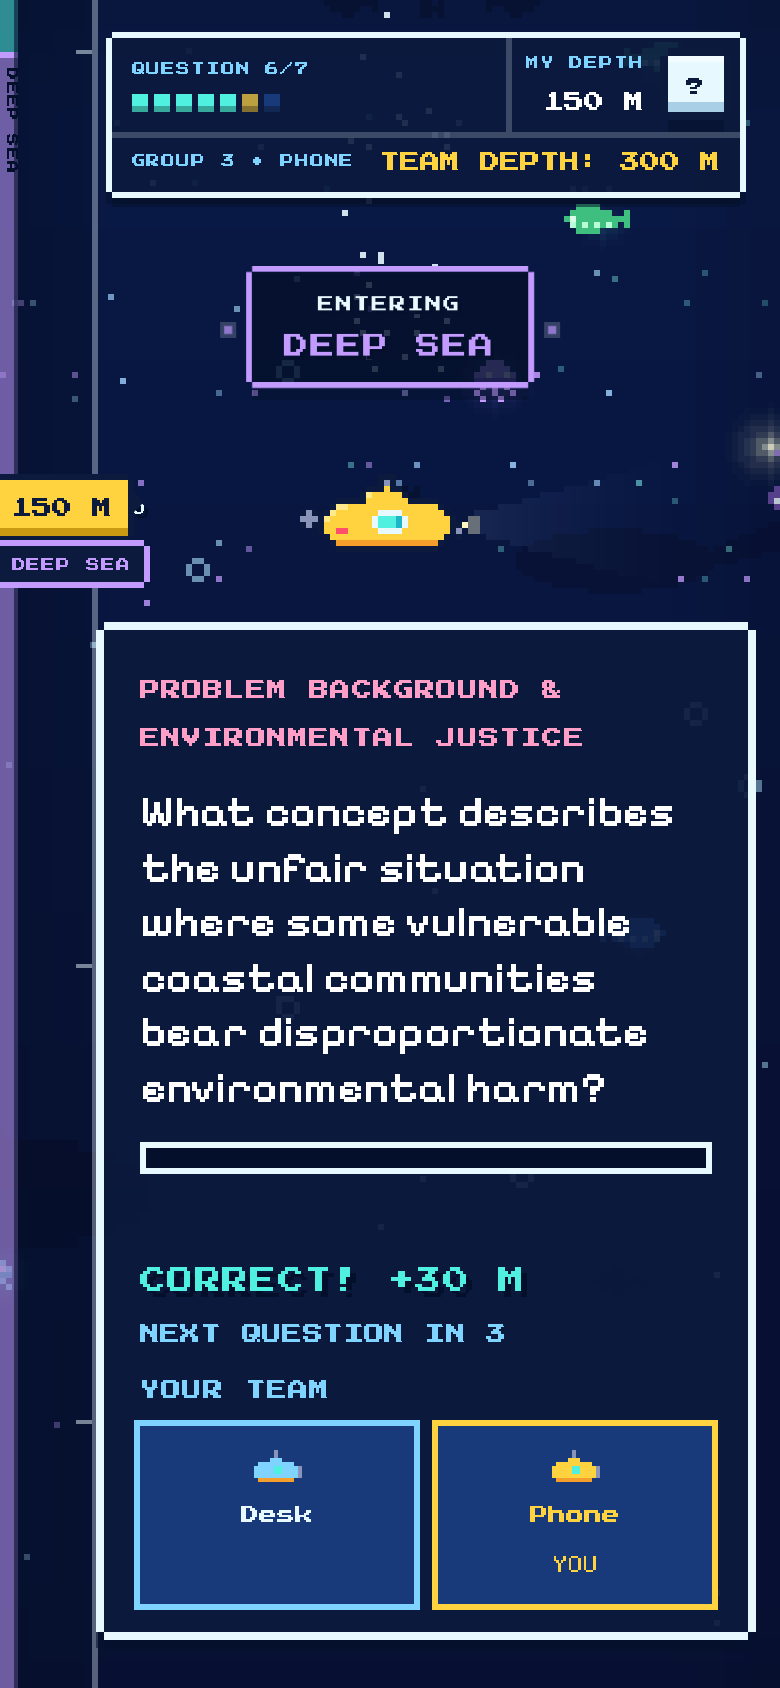 DEEP SEA
QUESTION 6/7
MY DEPTH
150 M
?
GROUP 3 • PHONE
TEAM DEPTH: 300 M
ENTERING
DEEP SEA
150 M
J
DEEP SEA
PROBLEM BACKGROUND &
ENVIRONMENTAL JUSTICE
What concept describes
the unfair situation
where some vulnerable
coastal communities
bear disproportionate
environmental harm?
CORRECT! +30 M
NEXT QUESTION IN 3
YOUR TEAM
Desk
Phone
YOU